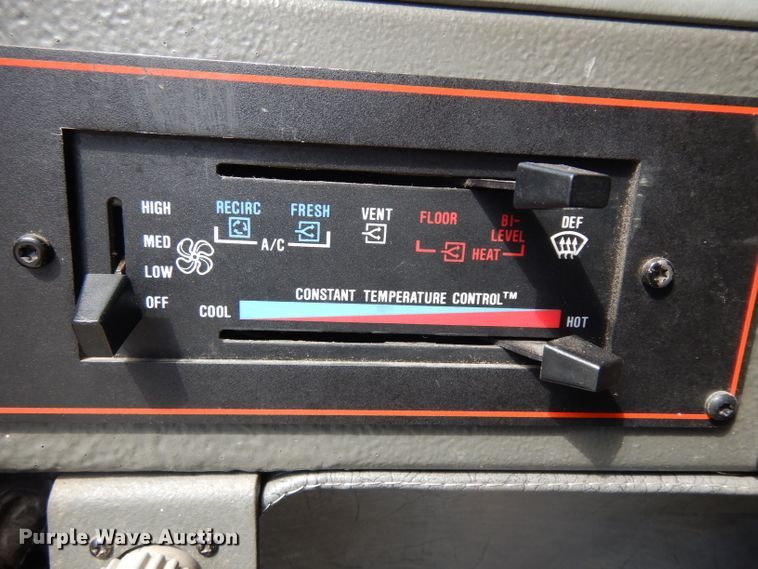 HIGH
MED
LOW
OFF
RECIRC
FRESH
A/C
VENT
FLOOR
BI-
LEVEL
HEAT
DEF
CONSTANT TEMPERATURE CONTROL™
COOL
HOT
Purple Wave Auction